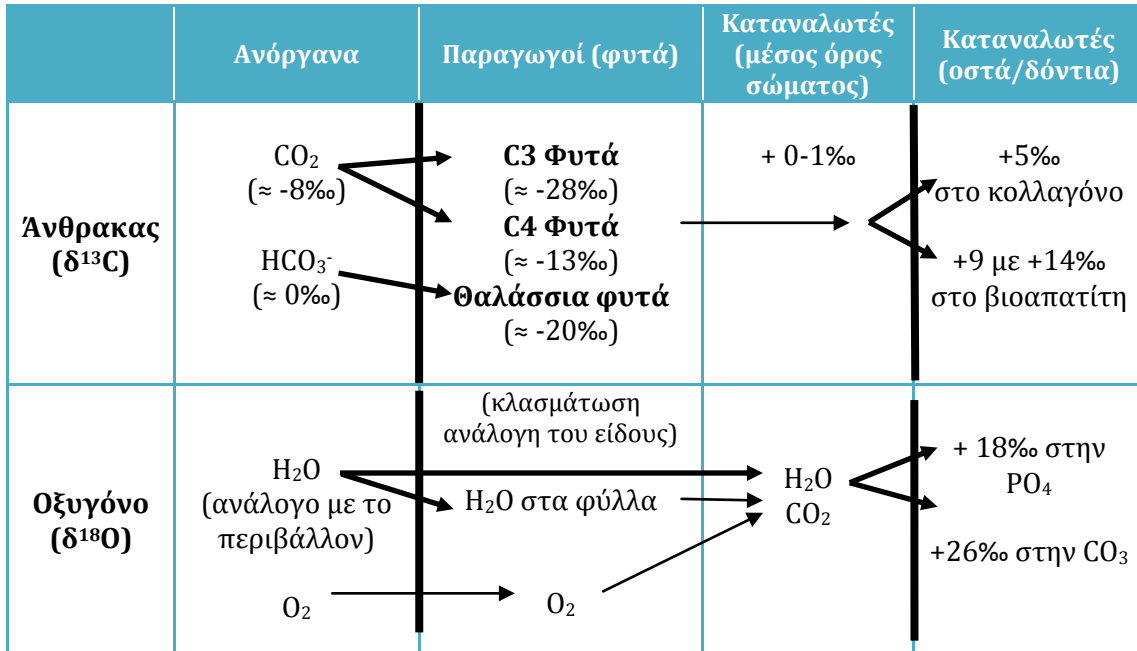 Ανόργανα
Παραγωγοί (φυτά)
Καταναλωτές
(μέσος όρος
σώματος)
Καταναλωτές
(οστά/δόντια)
Άνθρακας
(δ¹³C)
CO₂
(≈ -8‰)
HCO₃⁻
(≈ 0‰)
C3 Φυτά
(≈ -28‰)
C4 Φυτά
(≈ -13‰)
Θαλάσσια φυτά
(≈ -20‰)
+ 0-1‰
+5‰
στο κολλαγόνο
+9 με +14‰
στο βιοαπατίτη
Οξυγόνο
(δ¹⁸O)
H₂O
(ανάλογο με το
περιβάλλον)
O₂
(κλασμάτωση
ανάλογη του είδους)
H₂O στα φύλλα
O₂
H₂O
CO₂
+ 18‰ στην
PO₄
+26‰ στην CO₃